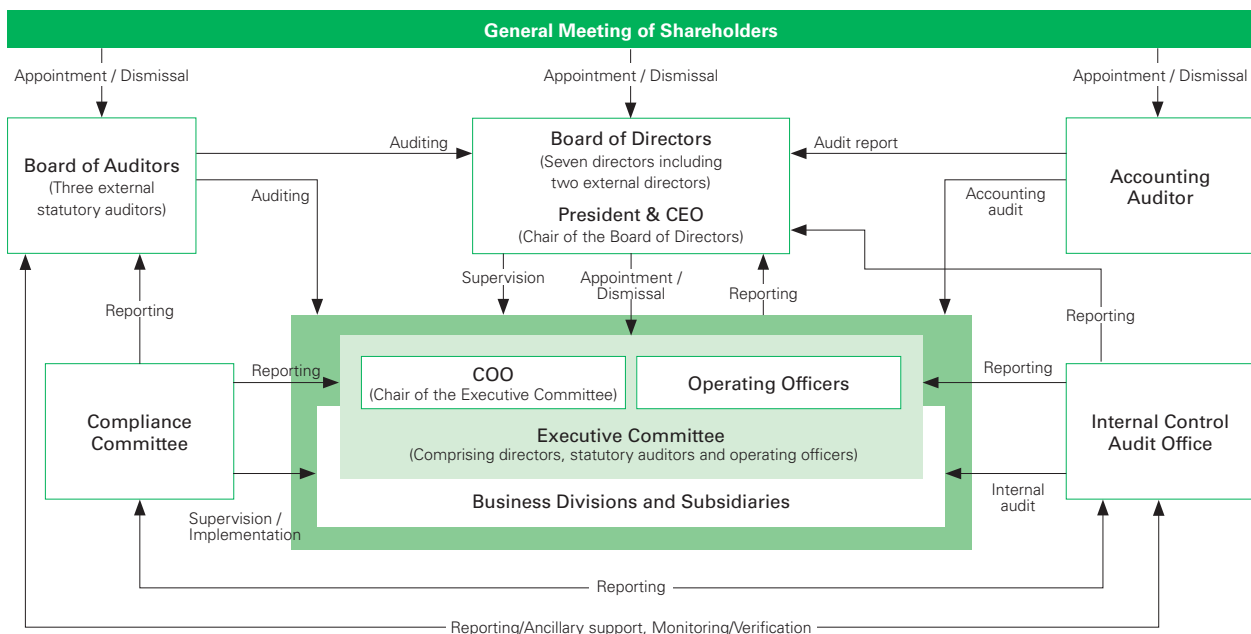 General Meeting of Shareholders
Appointment / Dismissal
Appointment / Dismissal
Appointment / Dismissal
Board of Auditors
(Three external
statutory auditors)
Auditing
Auditing
Board of Directors
(Seven directors including
two external directors)
President & CEO
(Chair of the Board of Directors)
Audit report
Accounting
audit
Accounting
Auditor
Supervision
Appointment /
Dismissal
Reporting
Reporting
Reporting
Compliance
Committee
Reporting
Supervision /
Implementation
COO
(Chair of the Executive Committee)
Operating Officers
Executive Committee
(Comprising directors, statutory auditors and operating officers)
Business Divisions and Subsidiaries
Reporting
Internal
audit
Internal Control
Audit Office
Reporting
Reporting/Ancillary support, Monitoring/Verification